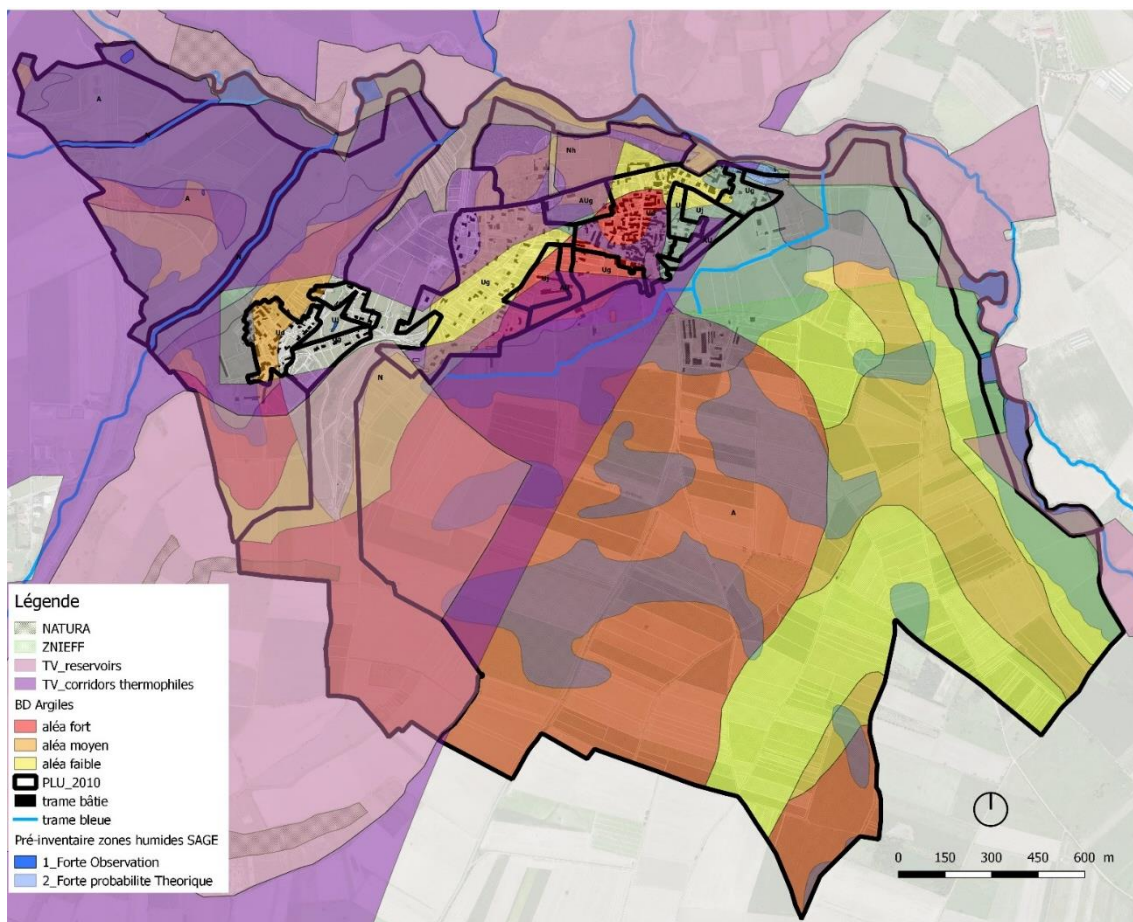 A
N
A
S
A
Nh
AUg
Ug
Uj
Ug
Ug
Uj
N
A
Légende
NATURA
ZNIEFF
TV_reservoirs
TV_corridors thermophiles
BD Argiles
aléa fort
aléa moyen
aléa faible
PLU_2010
trame bâtie
trame bleue
Pré-inventaire zones humides SAGE
1_Forte Observation
2_Forte probabilite Theorique
0 150 300 450 600 m